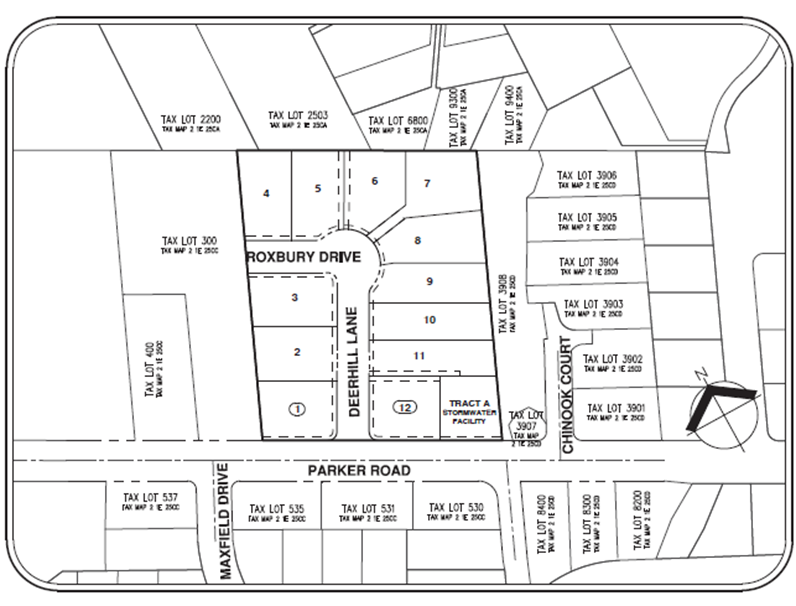 TAX LOT 2200
TAX MAP 2 1E 25CA
TAX LOT 2503
TAX MAP 2 1E 25CA
TAX LOT 6800
TAX MAP 2 1E 25CA
TAX LOT 9300
TAX MAP 2 1E 25CA
TAX LOT 9400
TAX MAP 2 1E 25CA
TAX LOT 300
TAX MAP 2 1E 25CC
TAX LOT 400
TAX MAP 2 1E 25CC
4
5
6
7
8
ROXBURY DRIVE
9
3
10
2
11
1
12
DEERHILL LANE
TRACT A
STORMWATER
FACILITY
TAX LOT 3908
TAX MAP 2 1E 25CD
TAX LOT 3906
TAX MAP 2 1E 25CD
TAX LOT 3905
TAX MAP 2 1E 25CD
TAX LOT 3904
TAX MAP 2 1E 25CD
TAX LOT 3903
TAX MAP 2 1E 25CD
TAX LOT 3902
TAX MAP 2 1E 25CD
TAX LOT 3901
TAX MAP 2 1E 25CD
TAX LOT
3907
TAX MAP
2 1E 25CD
CHINOOK COURT
N
PARKER ROAD
MAXFIELD DRIVE
TAX LOT 537
TAX MAP 2 1E 25CC
TAX LOT 535
TAX MAP 2 1E 25CC
TAX LOT 531
TAX MAP 2 1E 25CC
TAX LOT 530
TAX MAP 2 1E 25CC
TAX LOT 8400
TAX MAP 2 1E 25CD
TAX LOT 8300
TAX MAP 2 1E 25CD
TAX LOT 8200
TAX MAP 2 1E 25CD